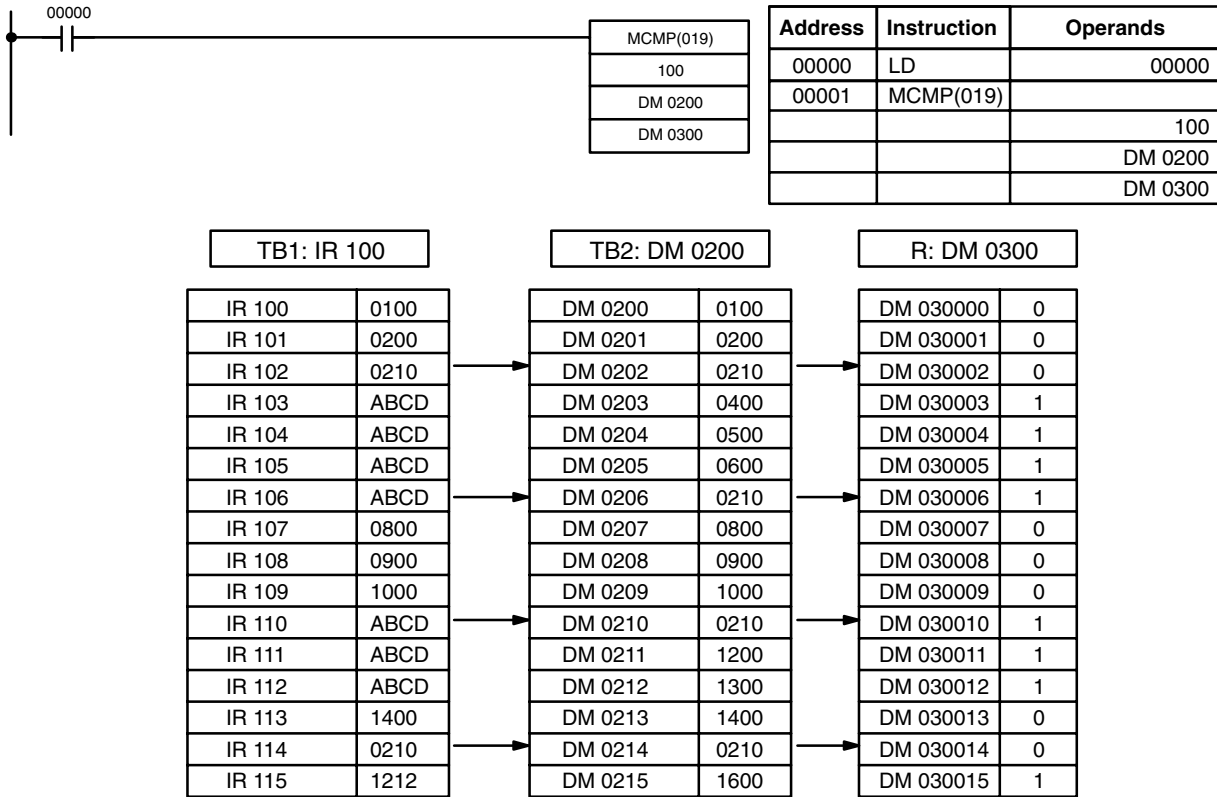 00000
MCMP(019)
100
DM 0200
DM 0300
Address Instruction Operands
00000 LD 00000
00001 MCMP(019)
100
DM 0200
DM 0300
TB1: IR 100 TB2: DM 0200 R: DM 0300
IR 100 0100 DM 0200 0100 DM 030000 0
IR 101 0200 DM 0201 0200 DM 030001 0
IR 102 0210 DM 0202 0210 DM 030002 0
IR 103 ABCD DM 0203 0400 DM 030003 1
IR 104 ABCD DM 0204 0500 DM 030004 1
IR 105 ABCD DM 0205 0600 DM 030005 1
IR 106 ABCD DM 0206 0210 DM 030006 1
IR 107 0800 DM 0207 0800 DM 030007 0
IR 108 0900 DM 0208 0900 DM 030008 0
IR 109 1000 DM 0209 1000 DM 030009 0
IR 110 ABCD DM 0210 0210 DM 030010 1
IR 111 ABCD DM 0211 1200 DM 030011 1
IR 112 ABCD DM 0212 1300 DM 030012 1
IR 113 1400 DM 0213 1400 DM 030013 0
IR 114 0210 DM 0214 0210 DM 030014 0
IR 115 1212 DM 0215 1600 DM 030015 1